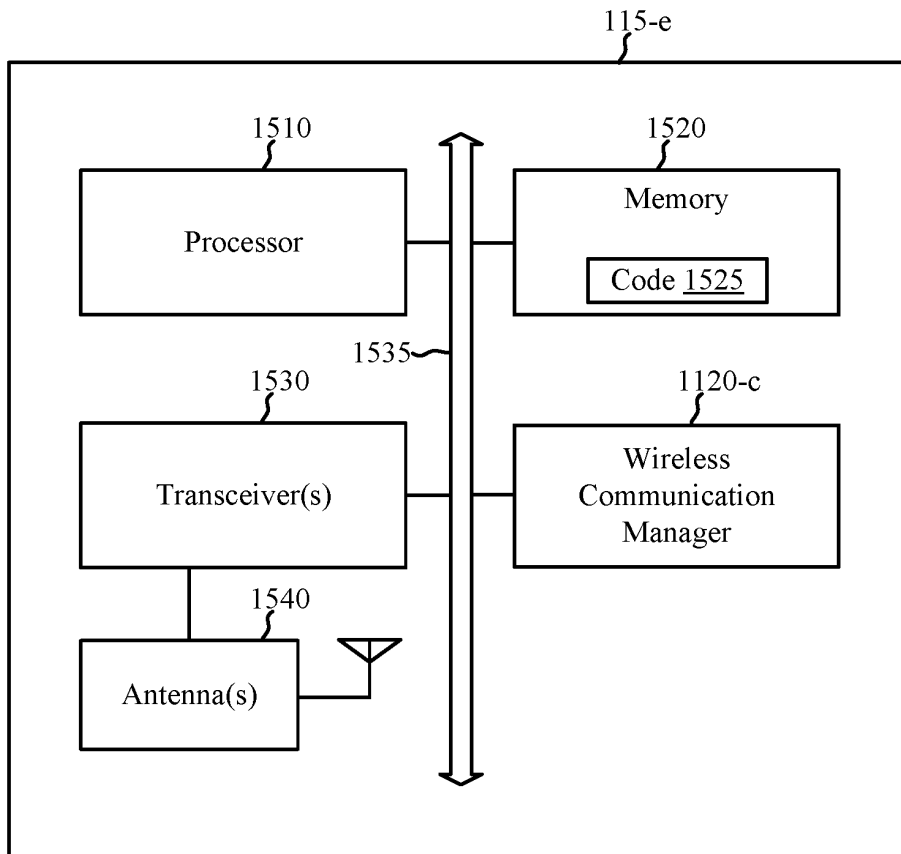 115-e
1510
1520
Processor
Memory
Code 1525
1535
1530
1120-c
Transceiver(s)
Wireless
Communication
Manager
1540
Antenna(s)